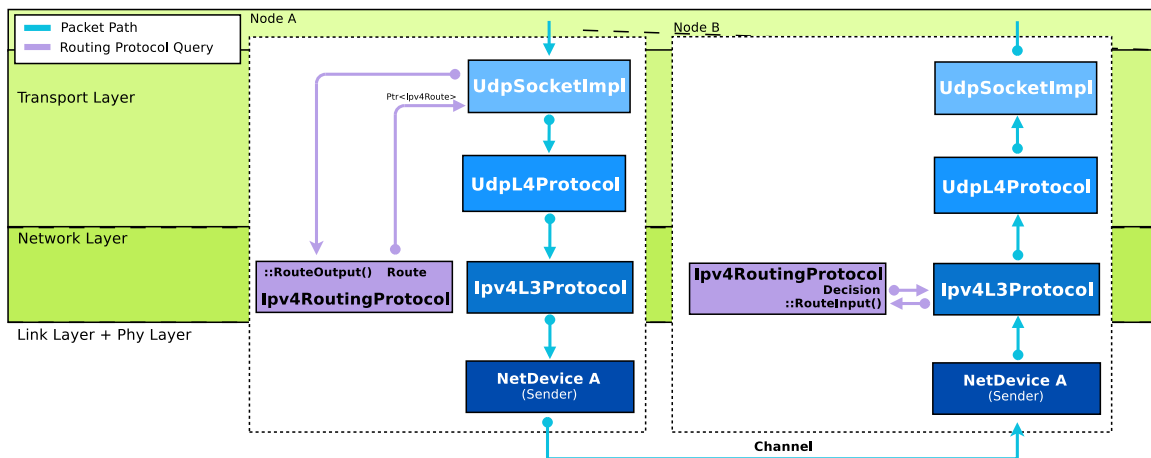 Node A
Packet Path
Routing Protocol Query
Node B
UdpSocketImpl
UdpSocketImpl
Transport Layer
Ptr<Ipv4Route>
UdpL4Protocol
UdpL4Protocol
Network Layer
::RouteOutput() Route
Ipv4RoutingProtocol
Ipv4L3Protocol
Ipv4RoutingProtocol
Decision
::RouteInput()
Ipv4L3Protocol
Link Layer + Phy Layer
NetDevice A
(Sender)
NetDevice A
(Sender)
Channel